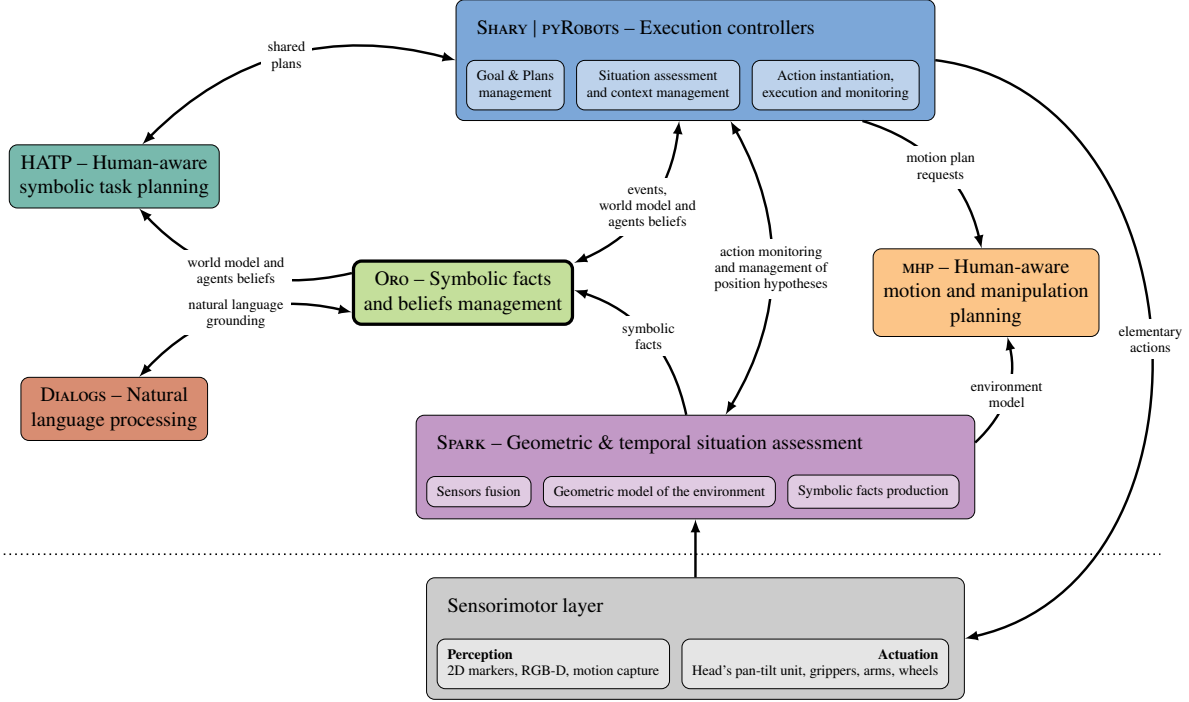 Shary | pyRobots – Execution controllers
Goal & Plans
management
Situation assessment
and context management
Action instantiation,
execution and monitoring
shared
plans
HATP – Human-aware
symbolic task planning
motion plan
requests
events,
world model and
agents beliefs
action monitoring
and management of
position hypotheses
world model and
agents beliefs
Oro – Symbolic facts
and beliefs management
mhp – Human-aware
motion and manipulation
planning
natural language
grounding
symbolic
facts
elementary
actions
Dialogs – Natural
language processing
environment
model
Spark – Geometric & temporal situation assessment
Sensors fusion
Geometric model of the environment
Symbolic facts production
Sensorimotor layer
Perception
2D markers, RGB-D, motion capture
Actuation
Head's pan-tilt unit, grippers, arms, wheels